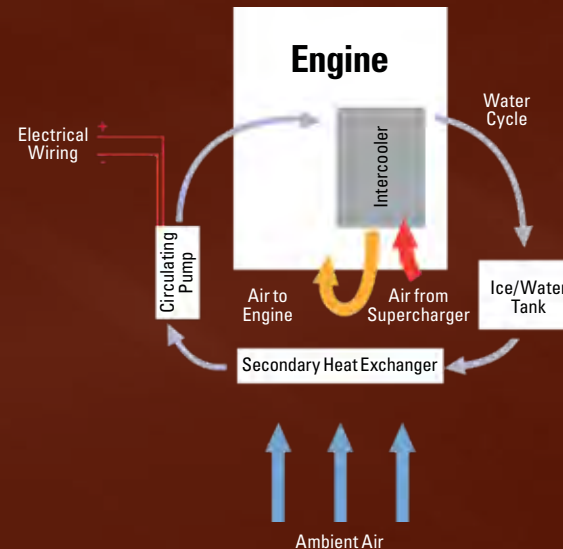 Engine
Water
Cycle
Electrical
Wiring
+
-
Intercooler
Circulating
Pump
Air to
Engine
Air from
Supercharger
Ice/Water
Tank
Secondary Heat Exchanger
Ambient Air